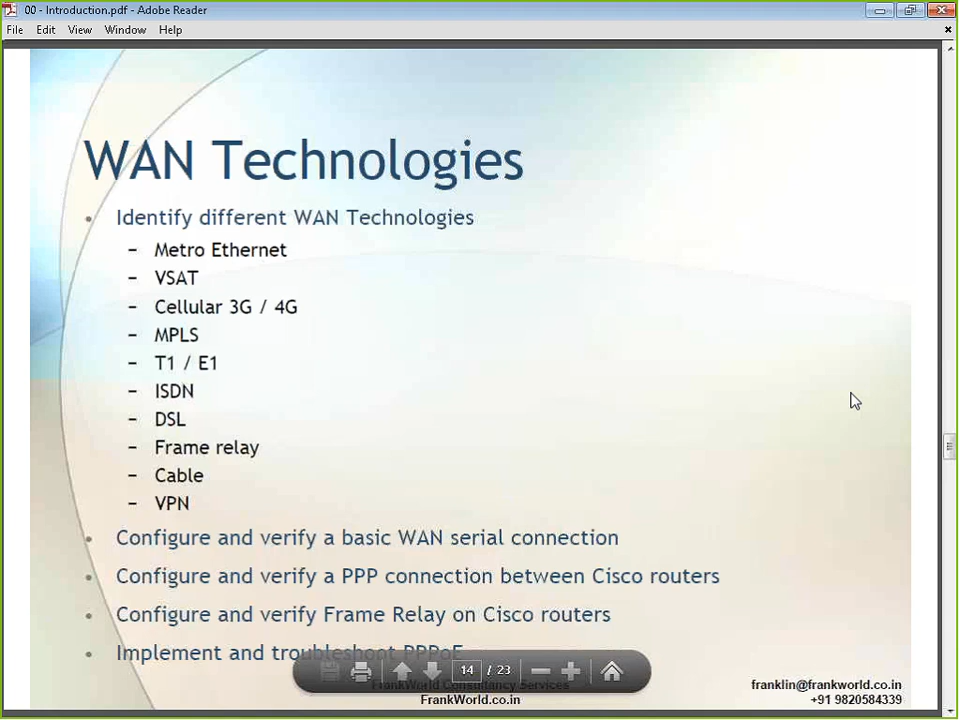 00 - Introduction.pdf - Adobe Reader
File Edit View Window Help
WAN Technologies
• Identify different WAN Technologies
– Metro Ethernet
– VSAT
– Cellular 3G / 4G
– MPLS
– T1 / E1
– ISDN
– DSL
– Frame relay
– Cable
– VPN
• Configure and verify a basic WAN serial connection
• Configure and verify a PPP connection between Cisco routers
• Configure and verify Frame Relay on Cisco routers
• Implement and troubleshoot PPPoE
14 / 23
FrankWorld Consultancy Services
FrankWorld.co.in
franklin@frankworld.co.in
+91 9820584339